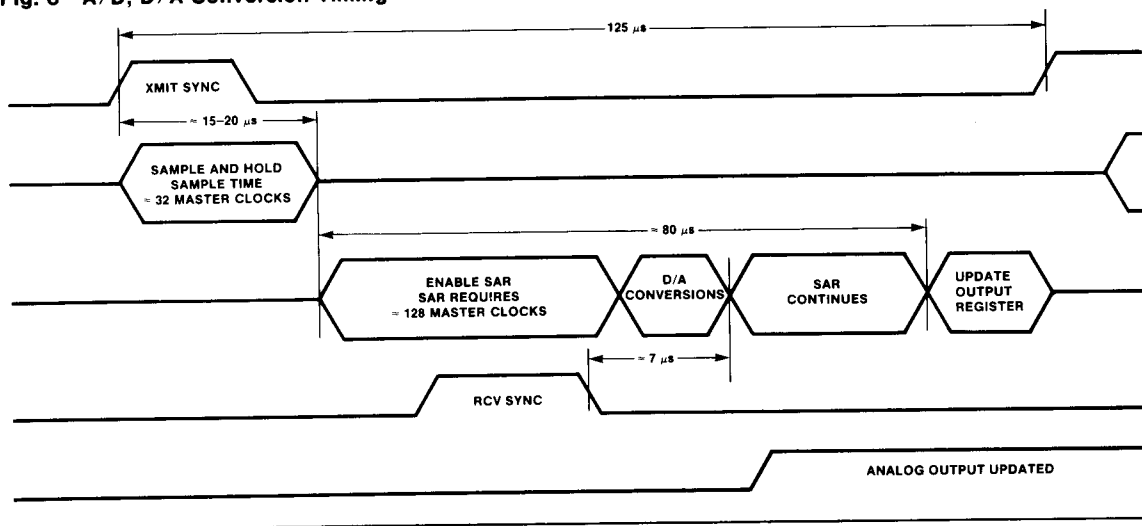 Fig. 6 A/D, D/A Conversion Timing
125 μs
XMIT SYNC
≈ 15–20 μs
SAMPLE AND HOLD
SAMPLE TIME
≈ 32 MASTER CLOCKS
≈ 80 μs
ENABLE SAR
SAR REQUIRES
≈ 128 MASTER CLOCKS
D/A
CONVERSIONS
SAR
CONTINUES
UPDATE
OUTPUT
REGISTER
≈ 7 μs
RCV SYNC
ANALOG OUTPUT UPDATED